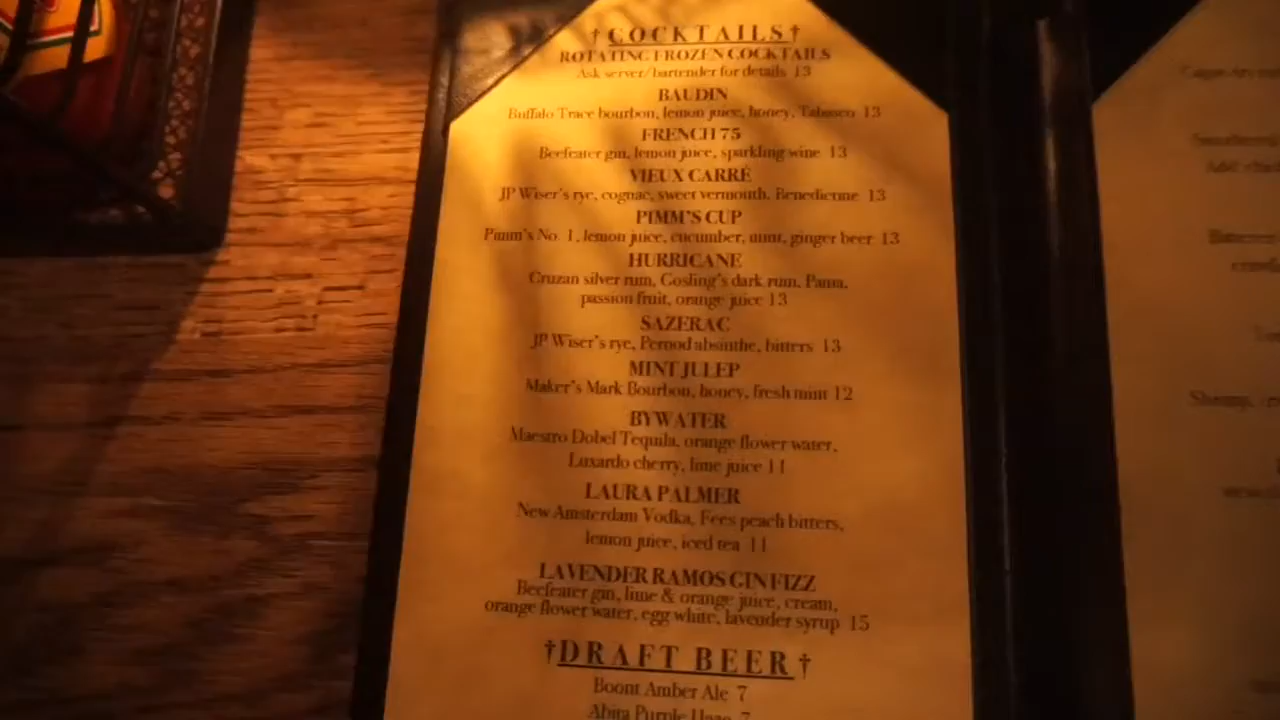 † COCKTAILS †
ROTATING FROZEN COCKTAILS
Ask server/bartender for details 13
BAUDIN
Buffalo Trace bourbon, lemon juice, honey, Tabasco 13
FRENCH 75
Beefeater gin, lemon juice, sparkling wine 13
VIEUX CARRÉ
JP Wiser's rye, cognac, sweet vermouth, Benedictine 13
PIMM'S CUP
Pimm's No. 1, lemon juice, cucumber, mint, ginger beer 13
HURRICANE
Cruzan silver rum, Gosling's dark rum, Pama,
passion fruit, orange juice 13
SAZERAC
JP Wiser's rye, Pernod absinthe, bitters 13
MINT JULEP
Maker's Mark Bourbon, honey, fresh mint 12
BYWATER
Maestro Dobel Tequila, orange flower water,
Luxardo cherry, lime juice 11
LAURA PALMER
New Amsterdam Vodka, Fees peach bitters,
lemon juice, iced tea 11
LAVENDER RAMOS GIN FIZZ
Beefeater gin, lime & orange juice, cream,
orange flower water, egg white, lavender syrup 15
† DRAFT BEER †
Boont Amber Ale 7
Abita Purple Haze 7